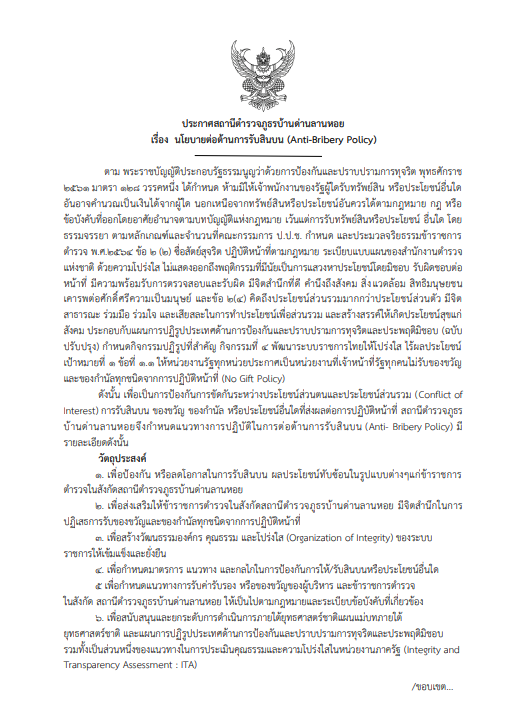 ประกาศสถานีตำรวจภูธรบ้านด่านลานหอย
เรื่อง นโยบายต่อต้านการรับสินบน (Anti-Bribery Policy)
ตาม พระราชบัญญัติประกอบรัฐธรรมนูญว่าด้วยการป้องกันและปราบปรามการทุจริต พุทธศักราช
๒๕๖๑ มาตรา ๑๒๘ วรรคหนึ่ง ได้กำหนด ห้ามมิให้เจ้าพนักงานของรัฐผู้ใดรับทรัพย์สิน หรือประโยชน์อื่นใด
อันอาจคำนวณเป็นเงินได้จากผู้ใด นอกเหนือจากทรัพย์สินหรือประโยชน์อันควรได้ตามกฎหมาย กฎ หรือ
ข้อบังคับที่ออกโดยอาศัยอำนาจตามบทบัญญัติแห่งกฎหมาย เว้นแต่การรับทรัพย์สินหรือประโยชน์ อื่นใด โดย
ธรรมจรรยา ตามหลักเกณฑ์และจำนวนที่คณะกรรมการ ป.ป.ช. กำหนด และประมวลจริยธรรมข้าราชการ
ตำรวจ พ.ศ.๒๕๖๔ ข้อ ๒ (๒) ซื่อสัตย์สุจริต ปฏิบัติหน้าที่ตามกฎหมาย ระเบียบแบบแผนของสำนักงานตำรวจ
แห่งชาติ ด้วยความโปร่งใส ไม่แสดงออกถึงพฤติกรรมที่มีนัยเป็นการแสวงหาประโยชน์โดยมิชอบ รับผิดชอบต่อ
หน้าที่ มีความพร้อมรับการตรวจสอบและรับผิด มีจิตสำนึกที่ดี คำนึงถึงสังคม สิ่งแวดล้อม สิทธิมนุษยชน
เคารพต่อศักดิ์ศรีความเป็นมนุษย์ และข้อ ๒(๔) คิดถึงประโยชน์ส่วนรวมมากกว่าประโยชน์ส่วนตัว มีจิต
สาธารณะ ร่วมมือ ร่วมใจ และเสียสละในการทำประโยชน์เพื่อส่วนรวม และสร้างสรรค์ให้เกิดประโยชน์สุขแก่
สังคม ประกอบกับแผนการปฏิรูปประเทศด้านการป้องกันและปราบปรามการทุจริตและประพฤติมิชอบ (ฉบับ
ปรับปรุง) กำหนดกิจกรรมปฏิรูปที่สำคัญ กิจกรรมที่ ๔ พัฒนาระบบราชการไทยให้โปร่งใส ไร้ผลประโยชน์
เป้าหมายที่ ๑ ข้อที่ ๑.๑ ให้หน่วยงานรัฐทุกหน่วยประกาศเป็นหน่วยงานที่เจ้าหน้าที่รัฐทุกคนไม่รับของขวัญ
และของกำนัลทุกชนิดจากการปฏิบัติหน้าที่ (No Gift Policy)
ดังนั้น เพื่อเป็นการป้องกันการขัดกันระหว่างประโยชน์ส่วนตนและประโยชน์ส่วนรวม (Conflict of
Interest) การรับสินบน ของขวัญ ของกำนัล หรือประโยชน์อื่นใดที่ส่งผลต่อการปฏิบัติหน้าที่ สถานีตำรวจภูธร
บ้านด่านลานหอยจึงกำหนดแนวทางการปฏิบัติในการต่อต้านการรับสินบน (Anti- Bribery Policy) มี
รายละเอียดดังนั้น
วัตถุประสงค์
๑. เพื่อป้องกัน หรือลดโอกาสในการรับสินบน ผลประโยชน์ทับซ้อนในรูปแบบต่างๆแก่ข้าราชการ
ตำรวจในสังกัดสถานีตำรวจภูธรบ้านด่านลานหอย
๒. เพื่อส่งเสริมให้ข้าราชการตำรวจในสังกัดสถานีตำรวจภูธรบ้านด่านลานหอย มีจิตสำนึกในการ
ปฏิเสธการรับของขวัญและของกำนัลทุกชนิดจากการปฏิบัติหน้าที่
๓. เพื่อสร้างวัฒนธรรมองค์กร คุณธรรม และโปร่งใส (Organization of Integrity) ของระบบ
ราชการให้เข้มแข็งและยั่งยืน
๔. เพื่อกำหนดมาตรการ แนวทาง และกลไกในการป้องกันการให้/รับสินบนหรือประโยชน์อื่นใด
๕ เพื่อกำหนดแนวทางการรับค่ารับรอง หรือของขวัญของผู้บริหาร และข้าราชการตำรวจ
ในสังกัด สถานีตำรวจภูธรบ้านด่านลานหอย ให้เป็นไปตามกฎหมายและระเบียบข้อบังคับที่เกี่ยวข้อง
๖. เพื่อสนับสนุนและยกระดับการดำเนินการภายใต้ยุทธศาสตร์ชาติแผนแม่บทภายใต้
ยุทธศาสตร์ชาติ และแผนการปฏิรูปประเทศด้านการป้องกันและปราบปรามการทุจริตและประพฤติมิชอบ
รวมทั้งเป็นส่วนหนึ่งของแนวทางในการประเมินคุณธรรมและความโปร่งใสในหน่วยงานภาครัฐ (Integrity and
Transparency Assessment : ITA)
/ขอบเขต...